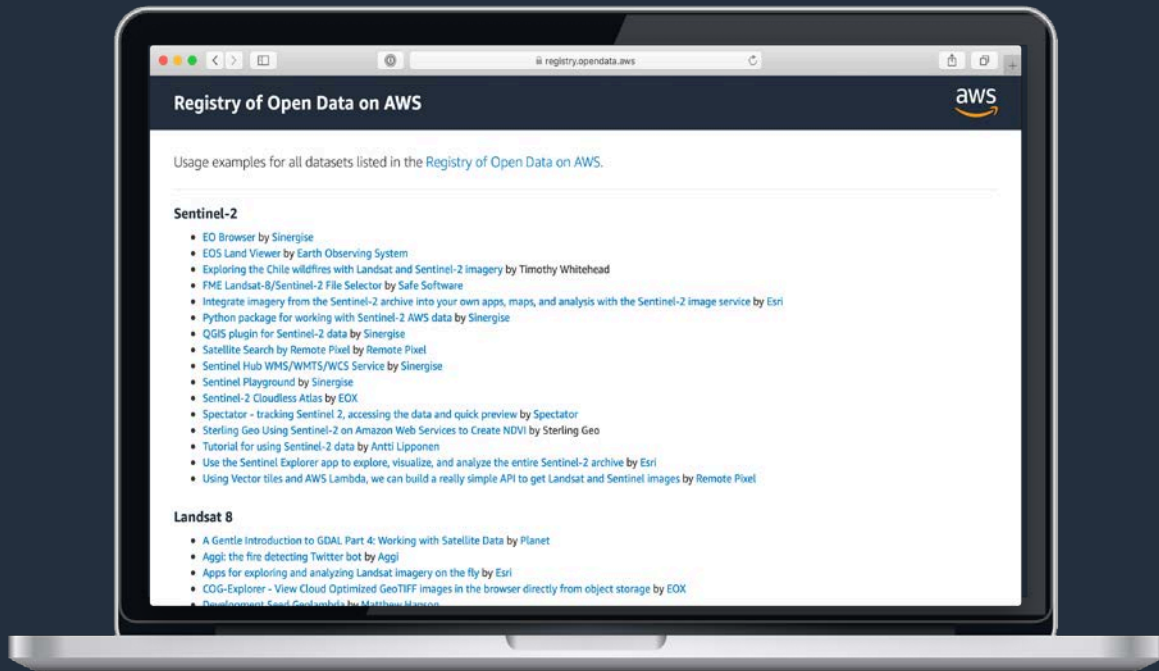 registry.opendata.aws
Registry of Open Data on AWS
aws
Usage examples for all datasets listed in the Registry of Open Data on AWS.
Sentinel-2
• EO Browser by Sinergise
• EOS Land Viewer by Earth Observing System
• Exploring the Chile wildfires with Landsat and Sentinel-2 imagery by Timothy Whitehead
• FME Landsat-8/Sentinel-2 File Selector by Safe Software
• Integrate imagery from the Sentinel-2 archive into your own apps, maps, and analysis with the Sentinel-2 image service by Esri
• Python package for working with Sentinel-2 AWS data by Sinergise
• QGIS plugin for Sentinel-2 data by Sinergise
• Satellite Search by Remote Pixel by Remote Pixel
• Sentinel Hub WMS/WMTS/WCS Service by Sinergise
• Sentinel Playground by Sinergise
• Sentinel-2 Cloudless Atlas by EOX
• Spectator - tracking Sentinel 2, accessing the data and quick preview by Spectator
• Sterling Geo Using Sentinel-2 on Amazon Web Services to Create NDVI by Sterling Geo
• Tutorial for using Sentinel-2 data by Antti Lipponen
• Use the Sentinel Explorer app to explore, visualize, and analyze the entire Sentinel-2 archive by Esri
• Using Vector tiles and AWS Lambda, we can build a really simple API to get Landsat and Sentinel images by Remote Pixel
Landsat 8
• A Gentle Introduction to GDAL Part 4: Working with Satellite Data by Planet
• Aggi: the fire detecting Twitter bot by Aggi
• Apps for exploring and analyzing Landsat imagery on the fly by Esri
• COG-Explorer - View Cloud Optimized GeoTIFF images in the browser directly from object storage by EOX
• Development Seed Geolambda by Matthew Hanson